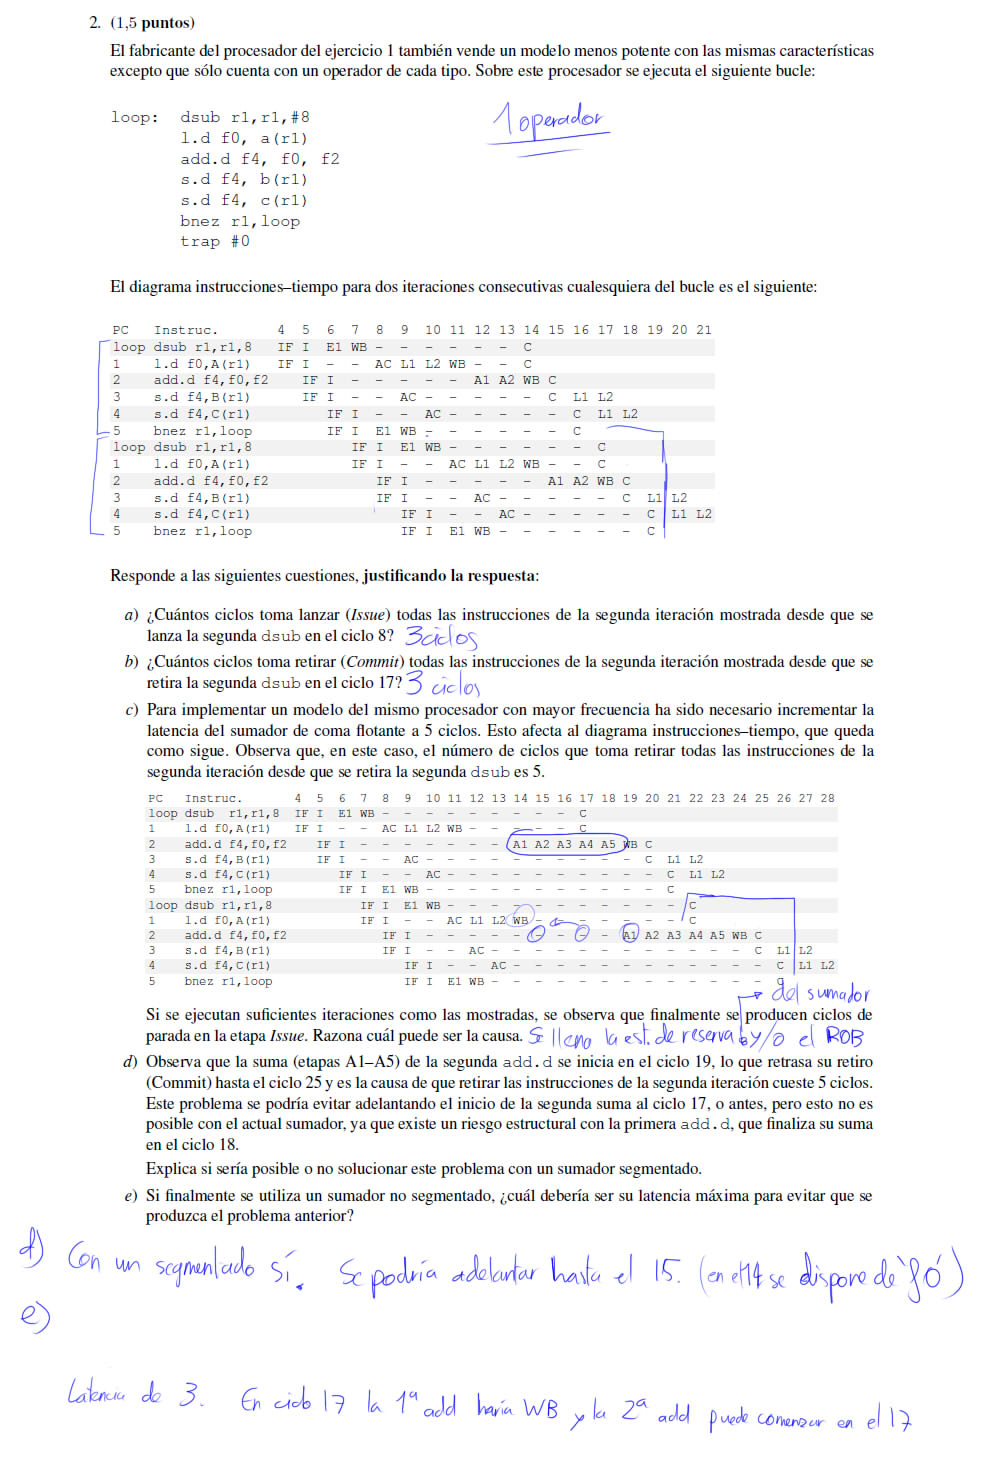 2. (1,5 puntos)
El fabricante del procesador del ejercicio 1 también vende un modelo menos potente con las mismas características
excepto que sólo cuenta con un operador de cada tipo. Sobre este procesador se ejecuta el siguiente bucle:
loop: dsub r1,r1,#8
l.d f0, a(r1)
add.d f4, f0, f2
s.d f4, b(r1)
s.d f4, c(r1)
bnez r1,loop
trap #0
1 operador
El diagrama instrucciones–tiempo para dos iteraciones consecutivas cualesquiera del bucle es el siguiente:
PC Instruc. 4 5 6 7 8 9 10 11 12 13 14 15 16 17 18 19 20 21
loop dsub r1,r1,8 IF I E1 WB - - - - - - C
1 l.d f0,A(r1) IF I - - AC L1 L2 WB - - C
2 add.d f4,f0,f2 IF I - - - - - A1 A2 WB C
3 s.d f4,B(r1) IF I - - AC - - - - - C L1 L2
4 s.d f4,C(r1) IF I - - AC - - - - - C L1 L2
5 bnez r1,loop IF I E1 WB - - - - - - C
loop dsub r1,r1,8 IF I E1 WB - - - - - - C
1 l.d f0,A(r1) IF I - - AC L1 L2 WB - - C
2 add.d f4,f0,f2 IF I - - - - - A1 A2 WB C
3 s.d f4,B(r1) IF I - - AC - - - - - C L1 L2
4 s.d f4,C(r1) IF I - - AC - - - - - C L1 L2
5 bnez r1,loop IF I E1 WB - - - - - - C
Responde a las siguientes cuestiones, justificando la respuesta:
a) ¿Cuántos ciclos toma lanzar (Issue) todas las instrucciones de la segunda iteración mostrada desde que se
lanza la segunda dsub en el ciclo 8? 3 ciclos
b) ¿Cuántos ciclos toma retirar (Commit) todas las instrucciones de la segunda iteración mostrada desde que se
retira la segunda dsub en el ciclo 17? 3 ciclos
c) Para implementar un modelo del mismo procesador con mayor frecuencia ha sido necesario incrementar la
latencia del sumador de coma flotante a 5 ciclos. Esto afecta al diagrama instrucciones–tiempo, que queda
como sigue. Observa que, en este caso, el número de ciclos que toma retirar todas las instrucciones de la
segunda iteración desde que se retira la segunda dsub es 5.
PC Instruc. 4 5 6 7 8 9 10 11 12 13 14 15 16 17 18 19 20 21 22 23 24 25 26 27 28
loop dsub r1,r1,8 IF I E1 WB - - - - - - - - - C
1 l.d f0,A(r1) IF I - - AC L1 L2 WB - - - - - C
2 add.d f4,f0,f2 IF I - - - - - - - A1 A2 A3 A4 A5 WB C
3 s.d f4,B(r1) IF I - - AC - - - - - - - - - - C L1 L2
4 s.d f4,C(r1) IF I - - AC - - - - - - - - - - C L1 L2
5 bnez r1,loop IF I E1 WB - - - - - - - - - - - C
loop dsub r1,r1,8 IF I E1 WB - - - - - - - - - - - C
1 l.d f0,A(r1) IF I - - AC L1 L2 WB - - - - - - - C
2 add.d f4,f0,f2 IF I - - - - - - - - - A1 A2 A3 A4 A5 WB C
3 s.d f4,B(r1) IF I - - AC - - - - - - - - - - - - C L1 L2
4 s.d f4,C(r1) IF I - - AC - - - - - - - - - - - - C L1 L2
5 bnez r1,loop IF I E1 WB - - - - - - - - - - - - - C
del sumador
Si se ejecutan suficientes iteraciones como las mostradas, se observa que finalmente se producen ciclos de
parada en la etapa Issue. Razona cuál puede ser la causa. Se llena la est. de reserva y/o el ROB
d) Observa que la suma (etapas A1–A5) de la segunda add.d se inicia en el ciclo 19, lo que retrasa su retiro
(Commit) hasta el ciclo 25 y es la causa de que retirar las instrucciones de la segunda iteración cueste 5 ciclos.
Este problema se podría evitar adelantando el inicio de la segunda suma al ciclo 17, o antes, pero esto no es
posible con el actual sumador, ya que existe un riesgo estructural con la primera add.d, que finaliza su suma
en el ciclo 18.
Explica si sería posible o no solucionar este problema con un sumador segmentado.
e) Si finalmente se utiliza un sumador no segmentado, ¿cuál debería ser su latencia máxima para evitar que se
produzca el problema anterior?
d) Con un segmentado sí. Se podría adelantar hasta el 15. (en el 14 se dispone de 'f0')
e)
Latencia de 3. En ciclo 17 la 1ª add haría WB y la 2ª add puede comenzar en el 17